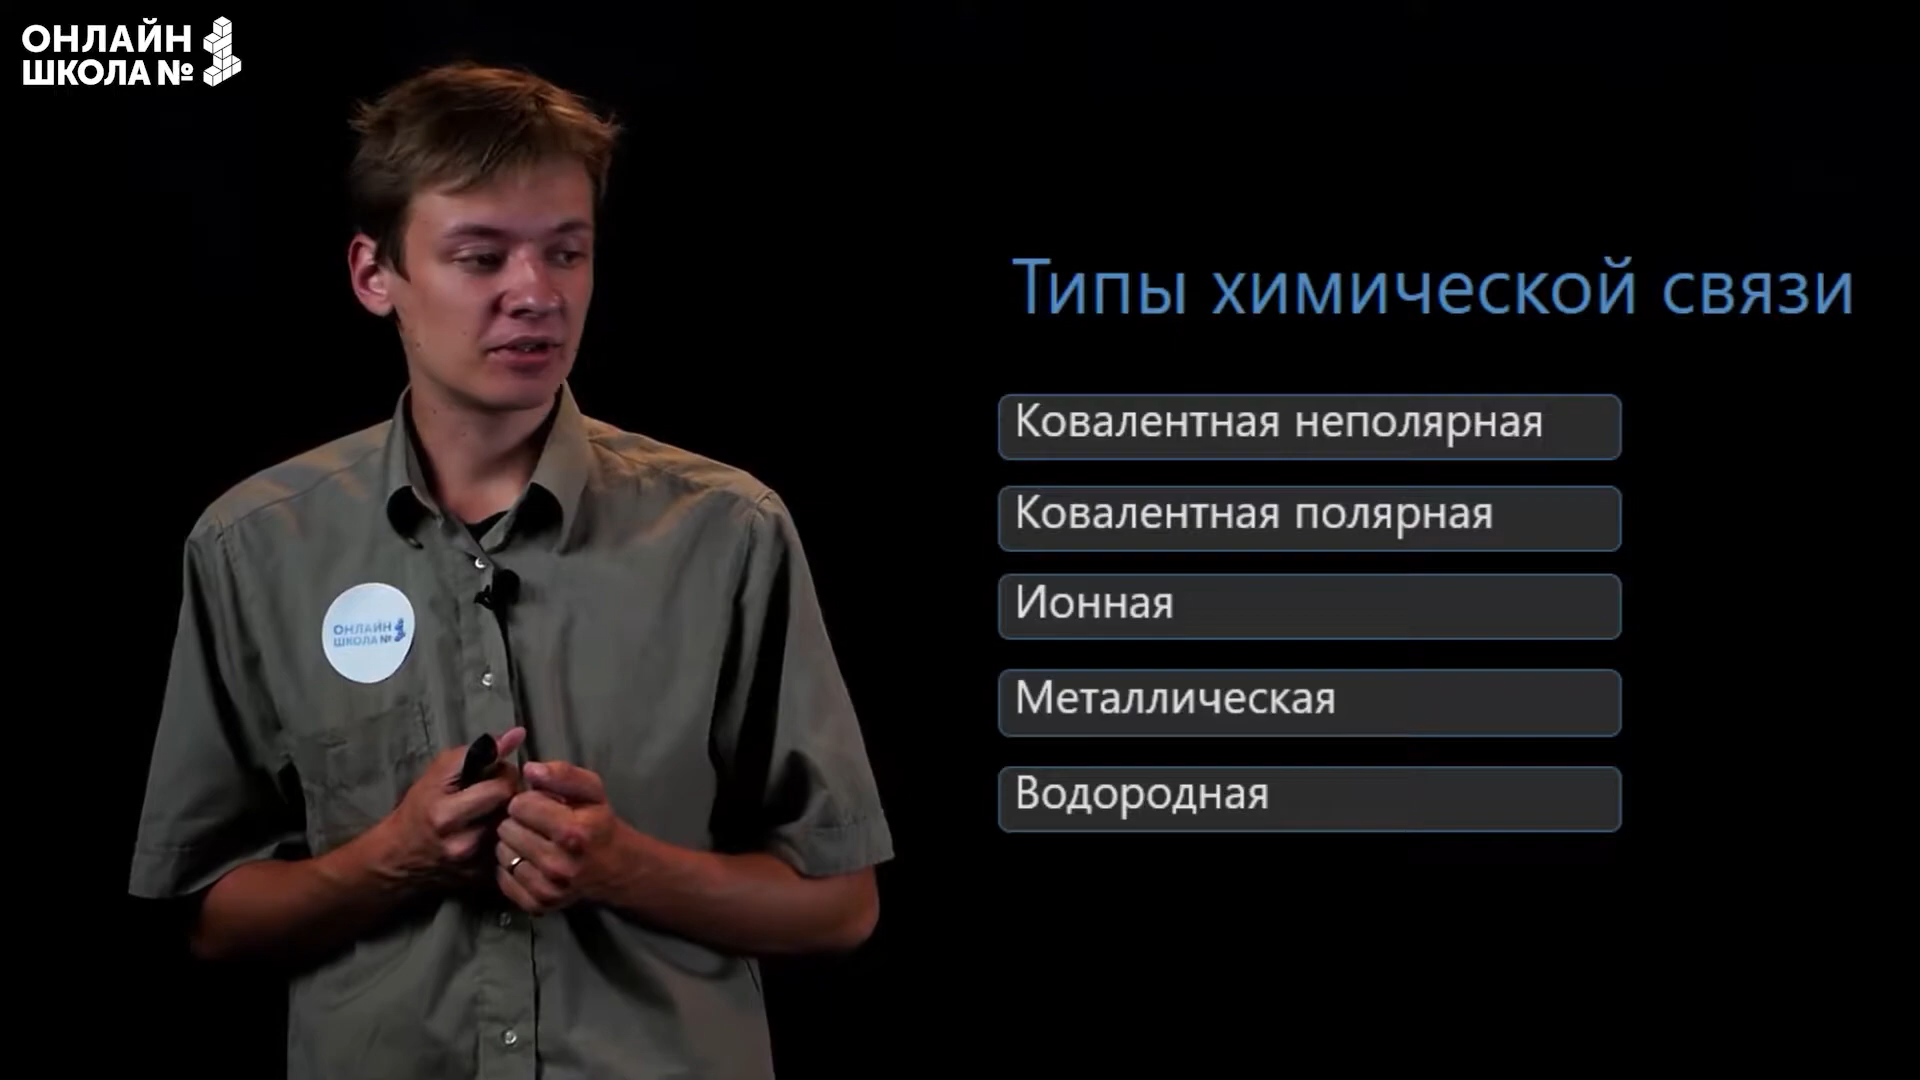 ОНЛАЙН
ШКОЛА №
Типы химической связи
Ковалентная неполярная
Ковалентная полярная
Ионная
Металлическая
Водородная
ОНЛАЙН
ШКОЛА №